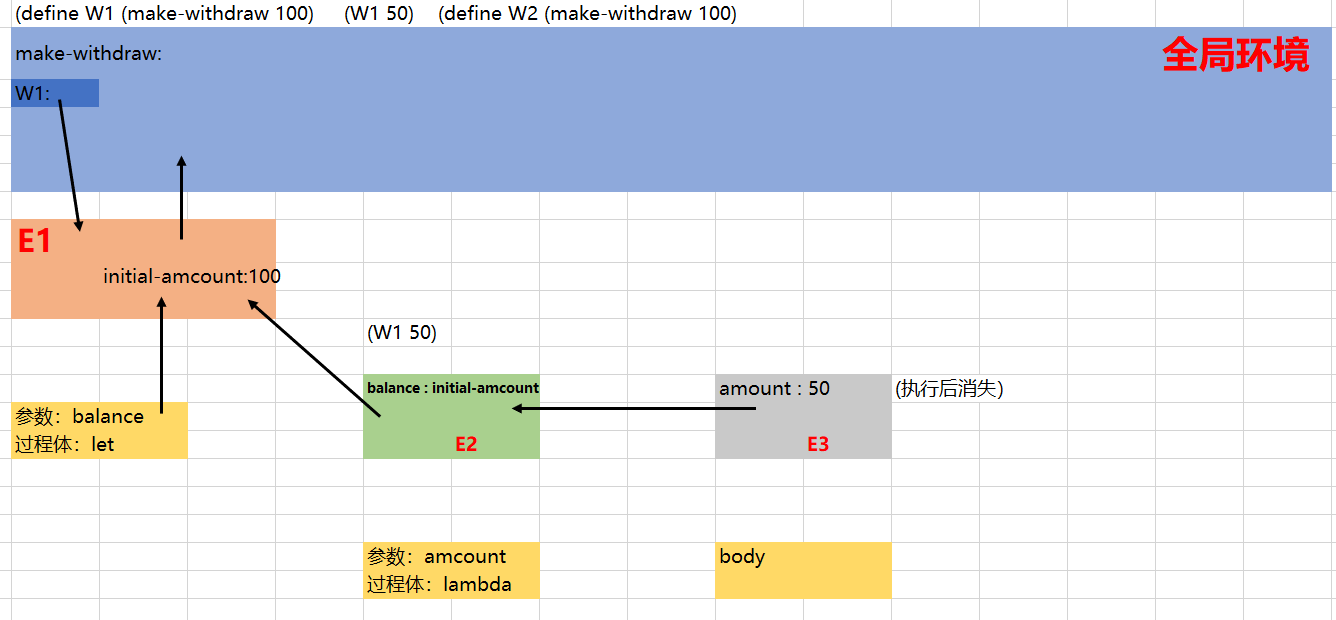 (define W1 (make-withdraw 100) (W1 50) (define W2 (make-withdraw 100)
全局环境
make-withdraw:
W1:
E1
initial-amcount:100
(W1 50)
balance : initial-amcount
amount : 50
(执行后消失)
参数：balance
过程体：let
E2
E3
参数：amcount
过程体：lambda
body